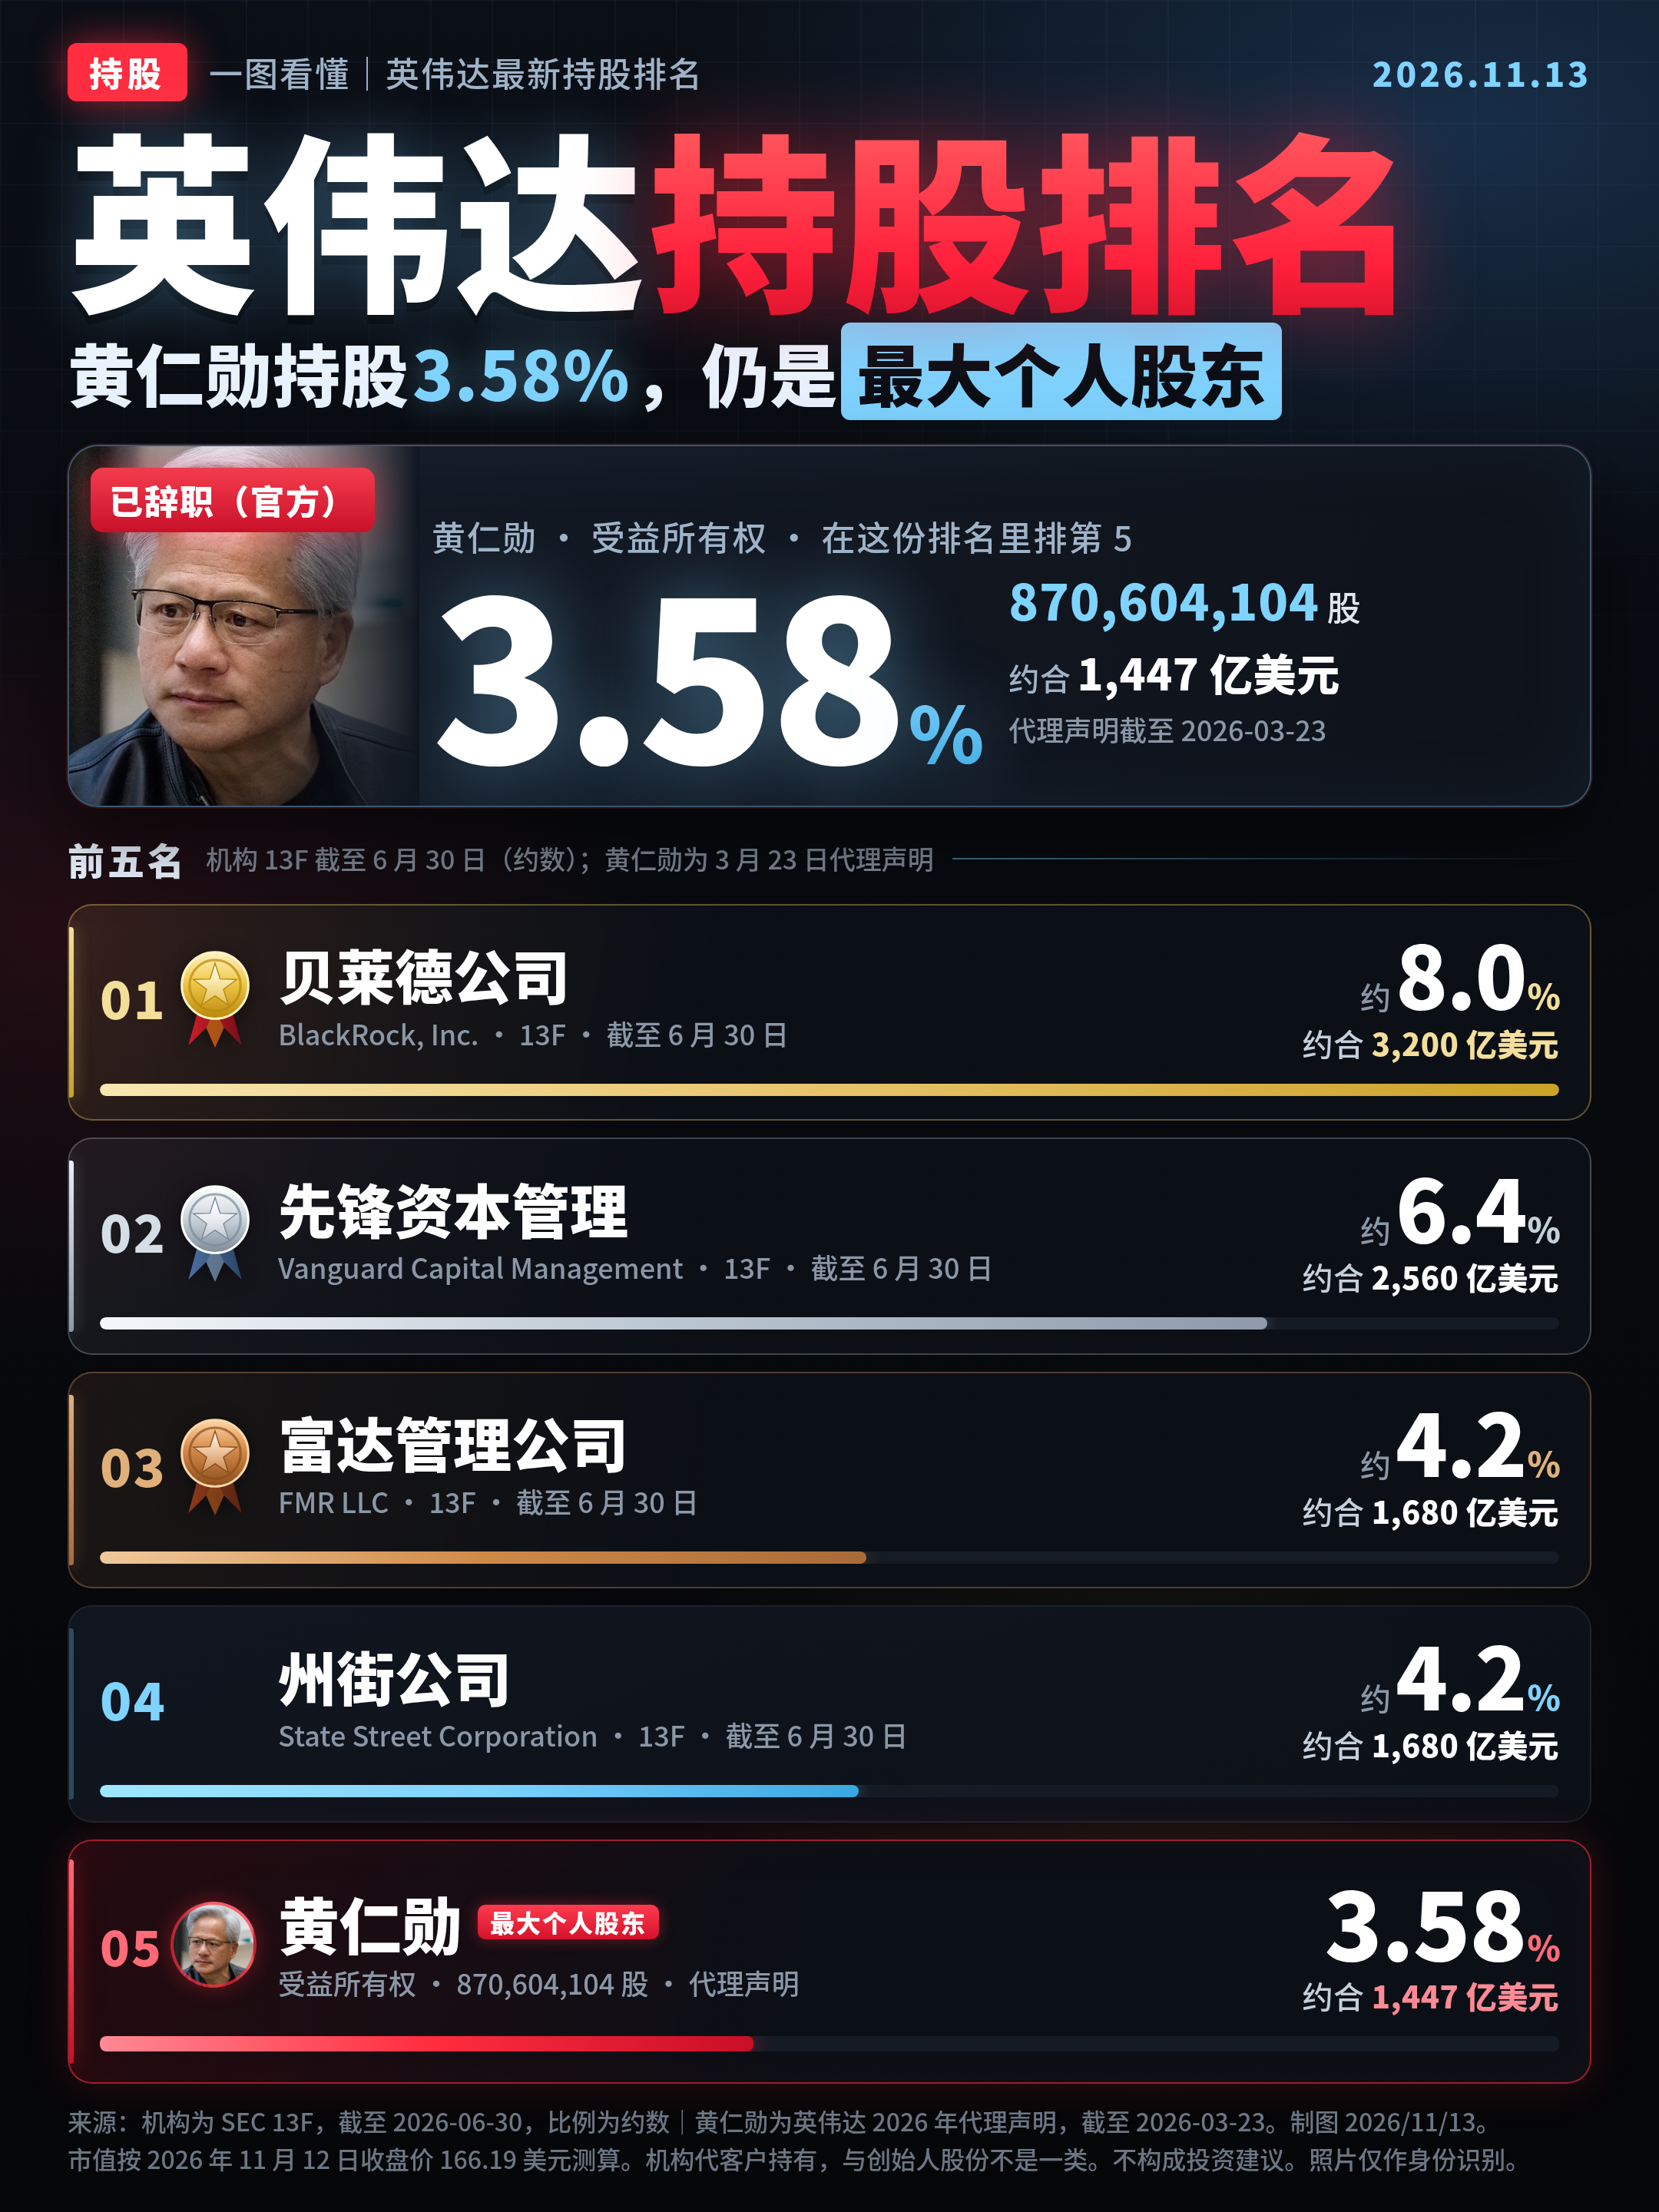 持股 一图看懂｜英伟达最新持股排名 2026.11.13
英伟达持股排名
黄仁勋持股3.58%，仍是最大个人股东
已辞职（官方）
黄仁勋 · 受益所有权 · 在这份排名里排第 5
3.58%
870,604,104 股
约合 1,447 亿美元
代理声明截至 2026-03-23
前五名 机构 13F 截至 6 月 30 日（约数）；黄仁勋为 3 月 23 日代理声明
01 贝莱德公司 约 8.0%
BlackRock, Inc. · 13F · 截至 6 月 30 日 约合 3,200 亿美元
02 先锋资本管理 约 6.4%
Vanguard Capital Management · 13F · 截至 6 月 30 日 约合 2,560 亿美元
03 富达管理公司 约 4.2%
FMR LLC · 13F · 截至 6 月 30 日 约合 1,680 亿美元
04 州街公司 约 4.2%
State Street Corporation · 13F · 截至 6 月 30 日 约合 1,680 亿美元
05 黄仁勋 最大个人股东 3.58%
受益所有权 · 870,604,104 股 · 代理声明 约合 1,447 亿美元
来源：机构为 SEC 13F，截至 2026-06-30，比例为约数｜黄仁勋为英伟达 2026 年代理声明，截至 2026-03-23。制图 2026/11/13。
市值按 2026 年 11 月 12 日收盘价 166.19 美元测算。机构代客户持有，与创始人股份不是一类。不构成投资建议。照片仅作身份识别。